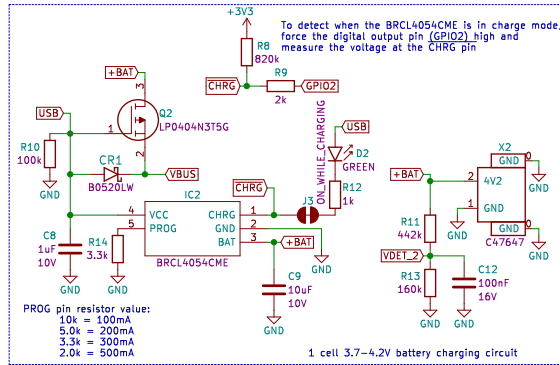 +3V3
To detect when the BRCL4054CME is in charge mode,
force the digital output pin (GPIO2) high and
measure the voltage at the CHRG pin
R8
820k
+BAT
CHRG
R9
GPIO2
2k
3
Q2
LP0404N3T5G
1
2
USB
R10
100k
GND
CR1
B0520LW
VBUS
ON_WHILE_CHARGING
USB
D2
GREEN
R12
1k
CHRG
J3
IC2
4
VCC
CHRG
1
5
PROG
GND
2
BAT
3
+BAT
BRCL4054CME
C8
1uF
10V
GND
R14
3.3k
GND
GND
C9
10uF
10V
GND
X2
GND
0
GND
+BAT
2
4V2
1
GND
GND
GND
0
GND
C47647
R11
442k
VDET_2
R13
160k
GND
C12
100nF
16V
GND
PROG pin resistor value:
10k = 100mA
5.0k = 200mA
3.3k = 300mA
2.0k = 500mA
1 cell 3.7-4.2V battery charging circuit